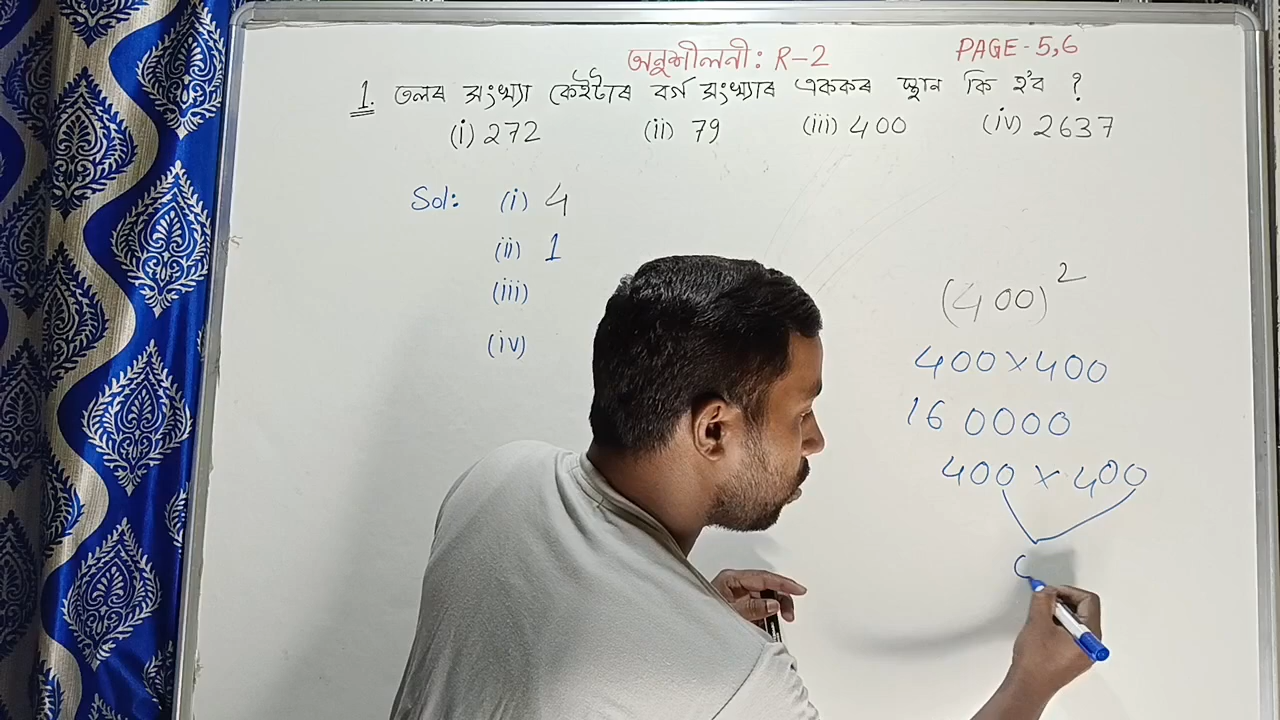 অনুশীলনী: R-2 PAGE-5,6
1. তলৰ সংখ্যা কেইটাৰ বৰ্গ সংখ্যাৰ এককৰ স্থান কি হ'ব ?
(i) 272 (ii) 79 (iii) 400 (iv) 2637
Sol: (i) 4
(ii) 1
(iii)
(iv)
(400)²
400×400
160000
400×400